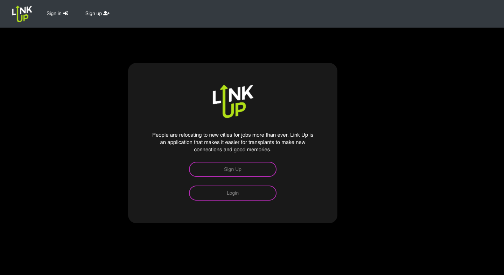 LINK
UP
Sign in
Sign up
LINK
UP
People are relocating to new cities for jobs more than ever. Link Up is
an application that makes it easier for transplants to make new
connections and good memories.
Sign Up
Login